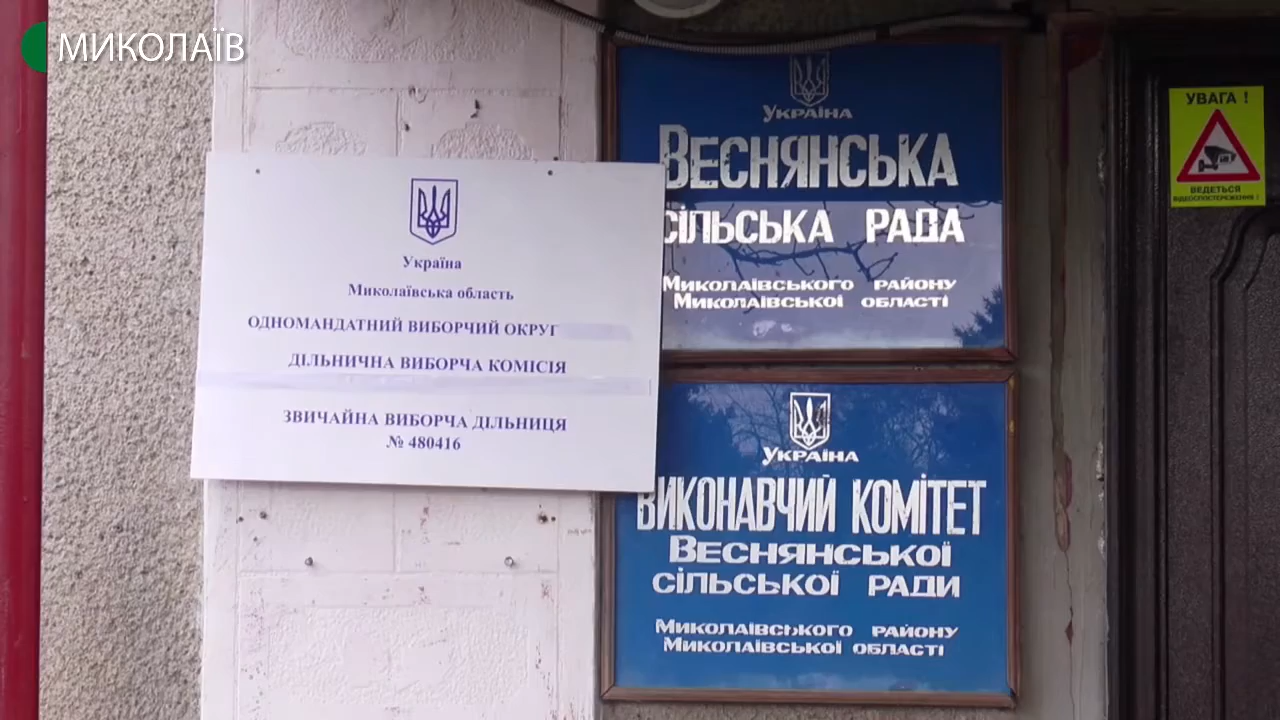 МИКОЛАЇВ
Україна
Миколаївська область
ОДНОМАНДАТНИЙ ВИБОРЧИЙ ОКРУГ
ДІЛЬНИЧНА ВИБОРЧА КОМІСІЯ
ЗВИЧАЙНА ВИБОРЧА ДІЛЬНИЦЯ
№ 480416
Україна
Веснянська
сільська рада
Миколаївського району
Миколаївської області
Україна
Виконавчий комітет
Веснянської
сільської ради
Миколаївського району
Миколаївської області
УВАГА !
ВЕДЕТЬСЯ
ВІДЕОСПОСТЕРЕЖЕННЯ !